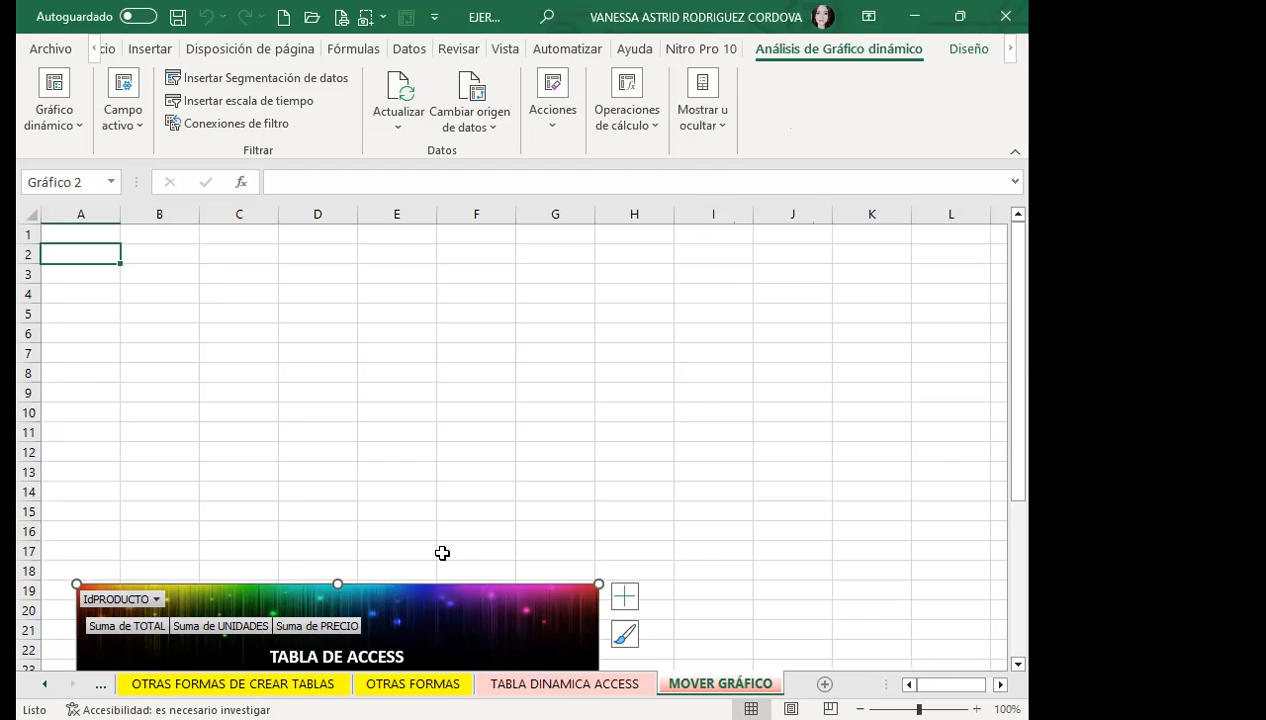 Autoguardado EJER... VANESSA ASTRID RODRIGUEZ CORDOVA
Archivo cio Insertar Disposición de página Fórmulas Datos Revisar Vista Automatizar Ayuda Nitro Pro 10 Análisis de Gráfico dinámico Diseño
Gráfico dinámico
Campo activo
Insertar Segmentación de datos
Insertar escala de tiempo
Conexiones de filtro
Filtrar
Actualizar
Cambiar origen de datos
Datos
Acciones
Operaciones de cálculo
Mostrar u ocultar
Gráfico 2 fx
A B C D E F G H I J K L
1
2
3
4
5
6
7
8
9
10
11
12
13
14
15
16
17
18
19
20
21
22
23
IdPRODUCTO
Suma de TOTAL Suma de UNIDADES Suma de PRECIO
TABLA DE ACCESS
... OTRAS FORMAS DE CREAR TABLAS OTRAS FORMAS TABLA DINAMICA ACCESS MOVER GRÁFICO
Listo Accesibilidad: es necesario investigar 100%